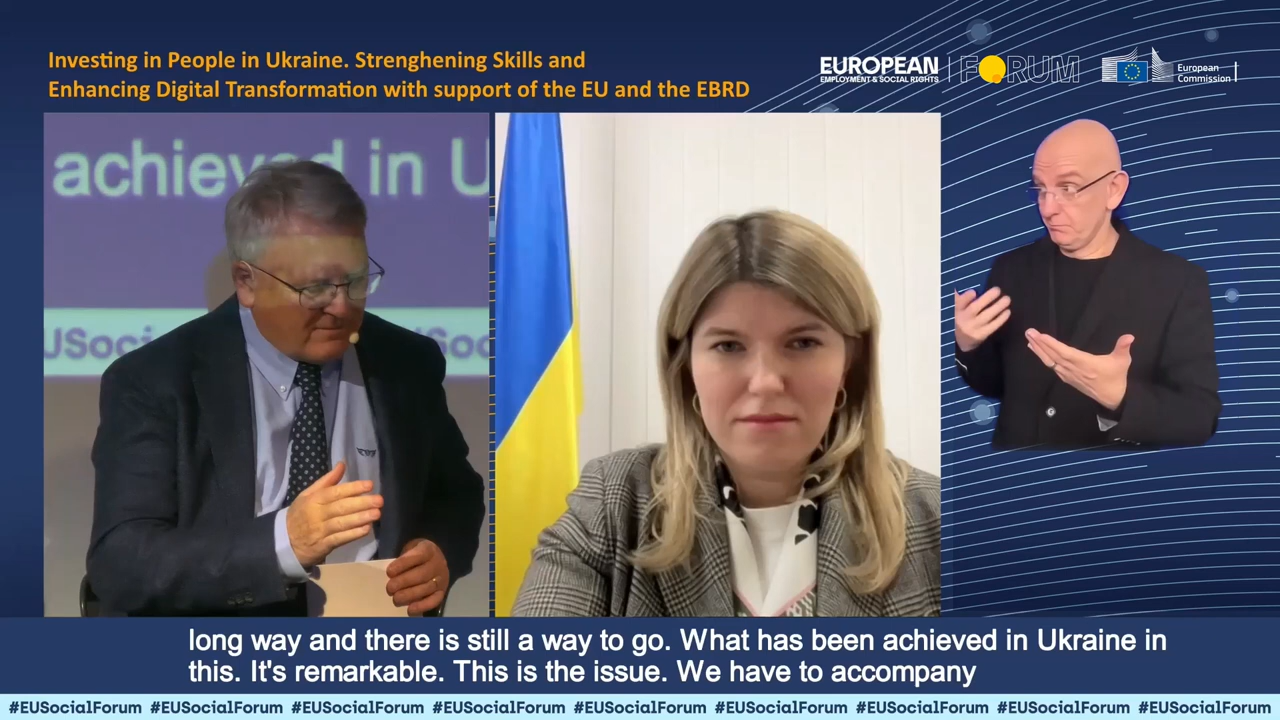 Investing in People in Ukraine. Strenghening Skills and
Enhancing Digital Transformation with support of the EU and the EBRD
EUROPEAN
EMPLOYMENT & SOCIAL RIGHTS
FORUM
European
Commission
achieved in U
USoci
Soc
long way and there is still a way to go. What has been achieved in Ukraine in
this. It's remarkable. This is the issue. We have to accompany
#EUSocialForum #EUSocialForum #EUSocialForum #EUSocialForum #EUSocialForum #EUSocialForum #EUSocialForum #EUSocialForum #EUSocialForum